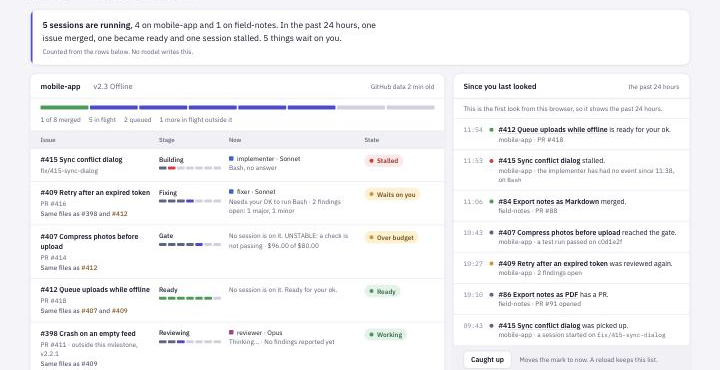 5 sessions are running, 4 on mobile-app and 1 on field-notes. In the past 24 hours, one
issue merged, one became ready and one session stalled. 5 things wait on you.
Counted from the rows below. No model writes this.
mobile-app v2.3 Offline
GitHub data 2 min old
1 of 8 merged 5 in flight 2 queued 1 more in flight outside it
Issue Stage Now State
#415 Sync conflict dialog
fix/415-sync-dialog
Building
implementer · Sonnet
Bash, no answer
Stalled
#409 Retry after an expired token
PR #416
Same files as #398 and #412
Fixing
fixer · Sonnet
Needs your OK to run Bash · 2 findings
open: 1 major, 1 minor
Waits on you
#407 Compress photos before
upload
PR #414
Same files as #412
Gate
No session is on it. UNSTABLE: a check is
not passing · $96.00 of $80.00
Over budget
#412 Queue uploads while offline
PR #418
Same files as #407 and #409
Ready
No session is on it. Ready for your ok.
Ready
#398 Crash on an empty feed
PR #411 · outside this milestone,
v2.2.1
Same files as #409
Reviewing
reviewer · Opus
Thinking... · No findings reported yet
Working
Since you last looked
the past 24 hours
This is the first look from this browser, so it shows the past 24 hours.
11:54 #412 Queue uploads while offline is ready for your ok.
mobile-app · PR #418
11:53 #415 Sync conflict dialog stalled.
mobile-app · the implementer has had no event since 11:38,
on Bash
11:06 #84 Export notes as Markdown merged.
field-notes · PR #88
10:43 #407 Compress photos before upload reached the gate.
mobile-app · a test run passed on c0d1e2f
10:27 #409 Retry after an expired token was reviewed again.
mobile-app · 2 findings open
10:16 #86 Export notes as PDF has a PR.
field-notes · PR #91 opened
09:43 #415 Sync conflict dialog was picked up.
mobile-app · a session started on fix/415-sync-dialog
Caught up
Moves the mark to now. A reload keeps this list.